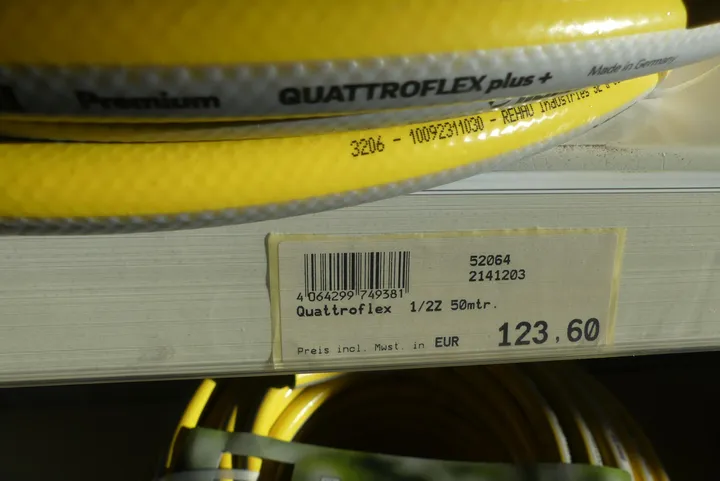 Premium QUATTROFLEX plus + Made in Germany
3206 - 10092311030 - REHAU Industries SE &
52064
2141203
4 064299 749381
Quattroflex 1/2Z 50mtr.
Preis incl. Mwst. in EUR 123,60